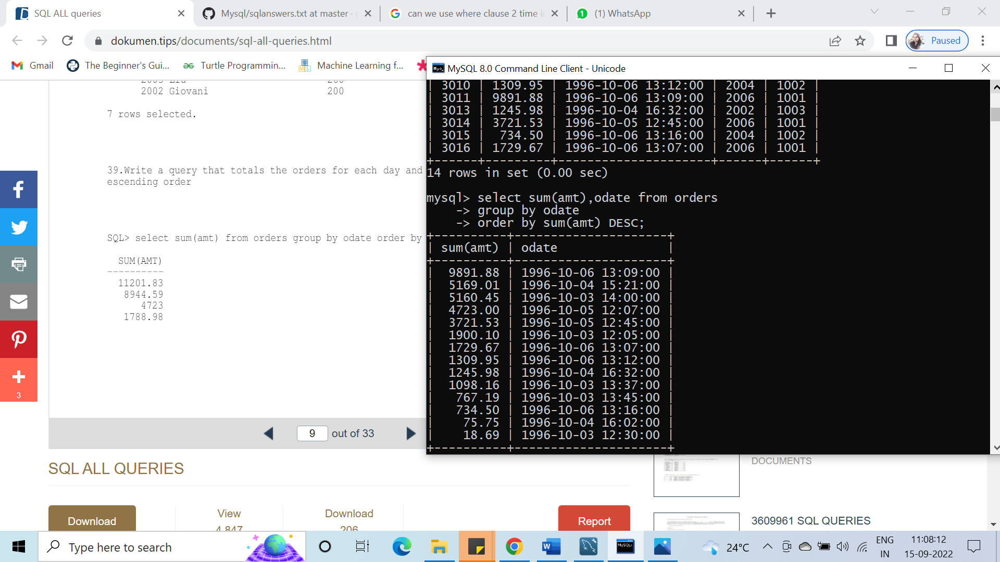 SQL ALL queries
Mysql/sqlanswers.txt at master ·
can we use where clause 2 time i
(1) WhatsApp
dokumen.tips/documents/sql-all-queries.html
Paused
Gmail
The Beginner's Gui...
Turtle Programmin...
Machine Learning f...
2002 Giovani 200
7 rows selected.
39.Write a query that totals the orders for each day and
escending order
SQL> select sum(amt) from orders group by odate order by
SUM(AMT)
----------
11201.83
8944.59
4723
1788.98
3
9 out of 33
MySQL 8.0 Command Line Client - Unicode
| 3010 | 1309.95 | 1996-10-06 13:12:00 | 2004 | 1002 |
| 3011 | 9891.88 | 1996-10-06 13:09:00 | 2006 | 1001 |
| 3013 | 1245.98 | 1996-10-04 16:32:00 | 2002 | 1003 |
| 3014 | 3721.53 | 1996-10-05 12:45:00 | 2006 | 1001 |
| 3015 | 734.50 | 1996-10-06 13:16:00 | 2004 | 1002 |
| 3016 | 1729.67 | 1996-10-06 13:07:00 | 2006 | 1001 |
+------+---------+---------------------+------+------+
14 rows in set (0.00 sec)
mysql> select sum(amt),odate from orders
-> group by odate
-> order by sum(amt) DESC;
+----------+---------------------+
| sum(amt) | odate |
+----------+---------------------+
| 9891.88 | 1996-10-06 13:09:00 |
| 5169.01 | 1996-10-04 15:21:00 |
| 5160.45 | 1996-10-03 14:00:00 |
| 4723.00 | 1996-10-05 12:07:00 |
| 3721.53 | 1996-10-05 12:45:00 |
| 1900.10 | 1996-10-03 12:05:00 |
| 1729.67 | 1996-10-06 13:07:00 |
| 1309.95 | 1996-10-06 13:12:00 |
| 1245.98 | 1996-10-04 16:32:00 |
| 1098.16 | 1996-10-03 13:37:00 |
| 767.19 | 1996-10-03 13:45:00 |
| 734.50 | 1996-10-06 13:16:00 |
| 75.75 | 1996-10-04 16:02:00 |
| 18.69 | 1996-10-03 12:30:00 |
+----------+---------------------+
SQL ALL QUERIES
Download
View
4,847
Download
206
Report
DOCUMENTS
3609961 SQL QUERIES
Type here to search
24°C
ENG
IN
11:08:12
15-09-2022